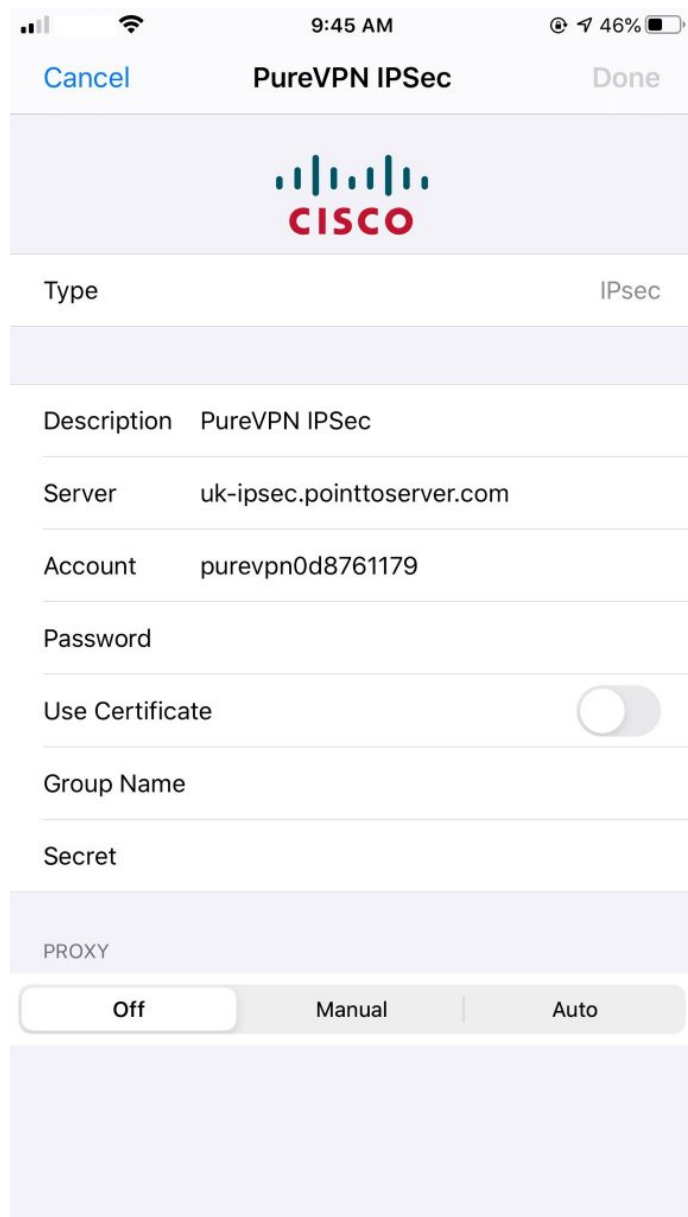 9:45 AM 46%
Cancel PureVPN IPSec Done
CISCO
Type IPsec
Description PureVPN IPSec
Server uk-ipsec.pointtoserver.com
Account purevpn0d8761179
Password
Use Certificate
Group Name
Secret
PROXY
Off Manual Auto